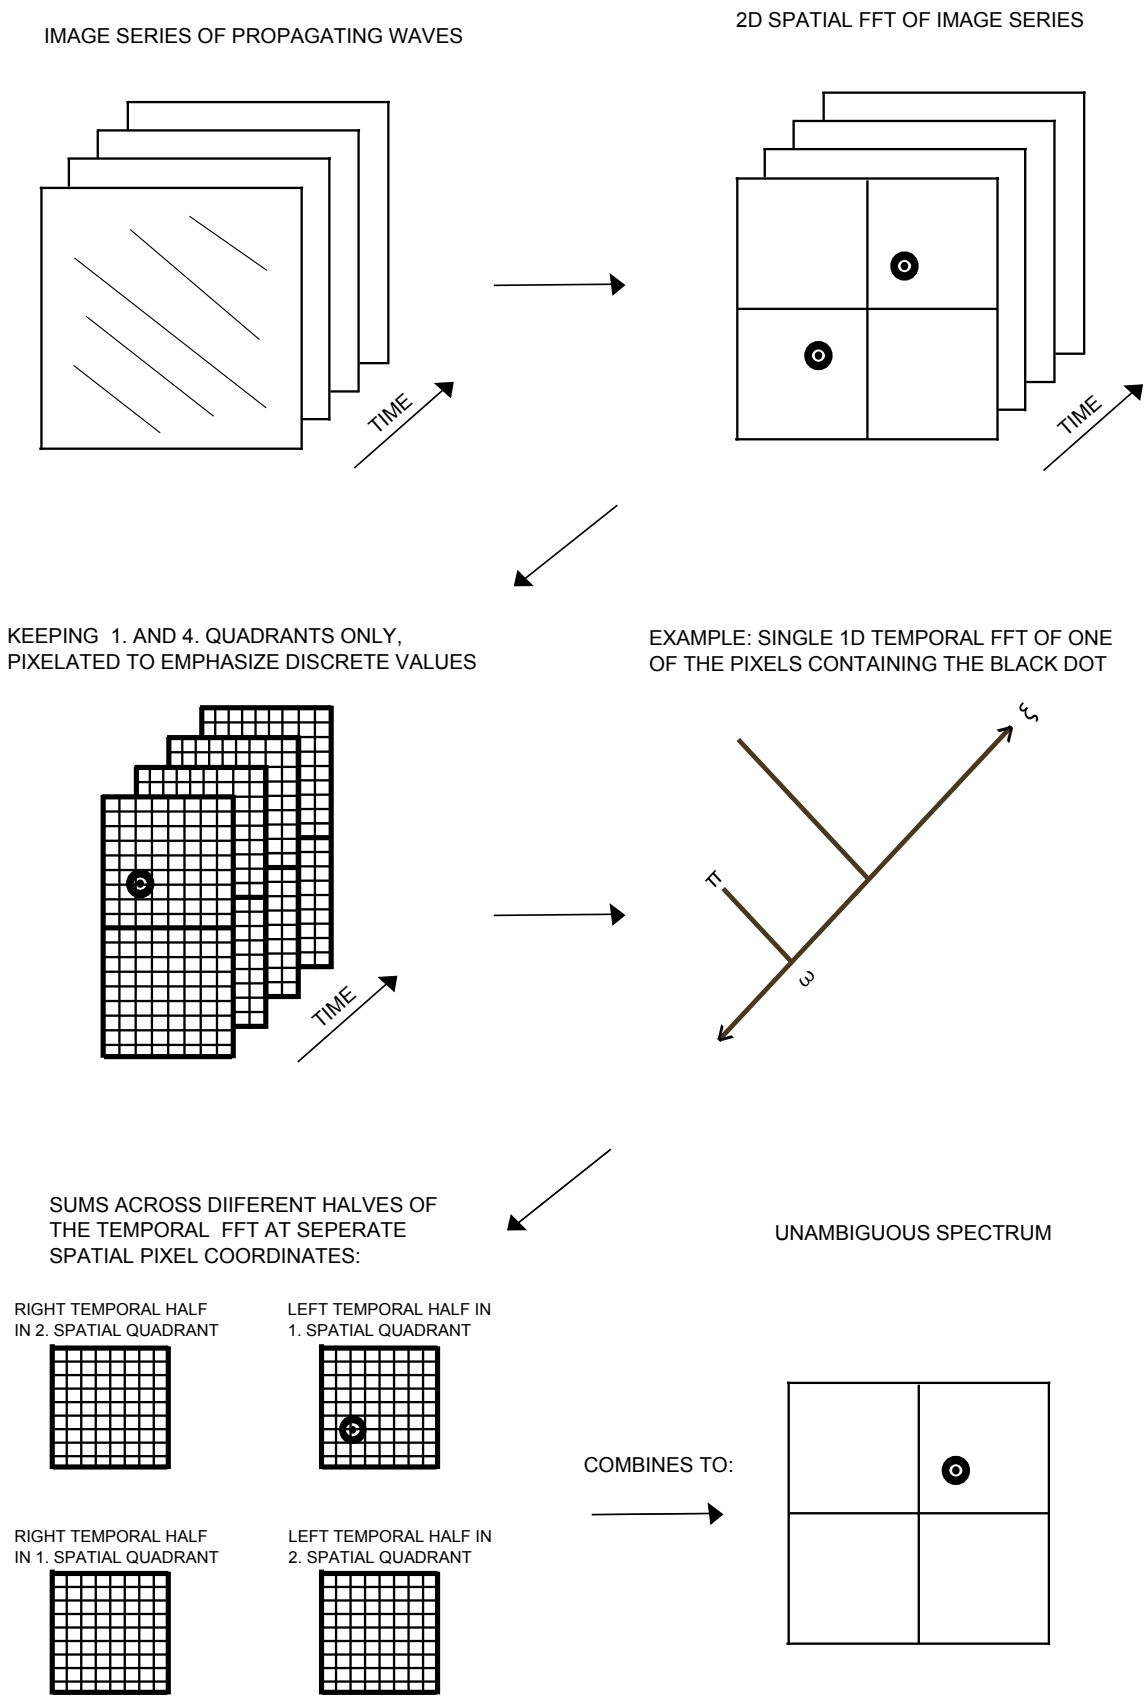 IMAGE SERIES OF PROPAGATING WAVES
2D SPATIAL FFT OF IMAGE SERIES
TIME
TIME
KEEPING 1. AND 4. QUADRANTS ONLY,
PIXELATED TO EMPHASIZE DISCRETE VALUES
EXAMPLE: SINGLE 1D TEMPORAL FFT OF ONE
OF THE PIXELS CONTAINING THE BLACK DOT
ξ
π
ω
TIME
SUMS ACROSS DIIFERENT HALVES OF
THE TEMPORAL FFT AT SEPERATE
SPATIAL PIXEL COORDINATES:
UNAMBIGUOUS SPECTRUM
RIGHT TEMPORAL HALF
IN 2. SPATIAL QUADRANT
LEFT TEMPORAL HALF IN
1. SPATIAL QUADRANT
COMBINES TO:
RIGHT TEMPORAL HALF
IN 1. SPATIAL QUADRANT
LEFT TEMPORAL HALF IN
2. SPATIAL QUADRANT